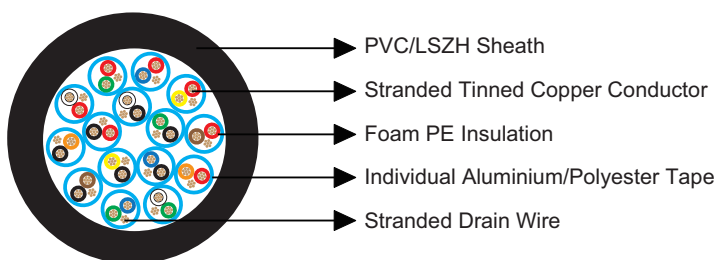 PVC/LSZH Sheath
Stranded Tinned Copper Conductor
Foam PE Insulation
Individual Aluminium/Polyester Tape
Stranded Drain Wire